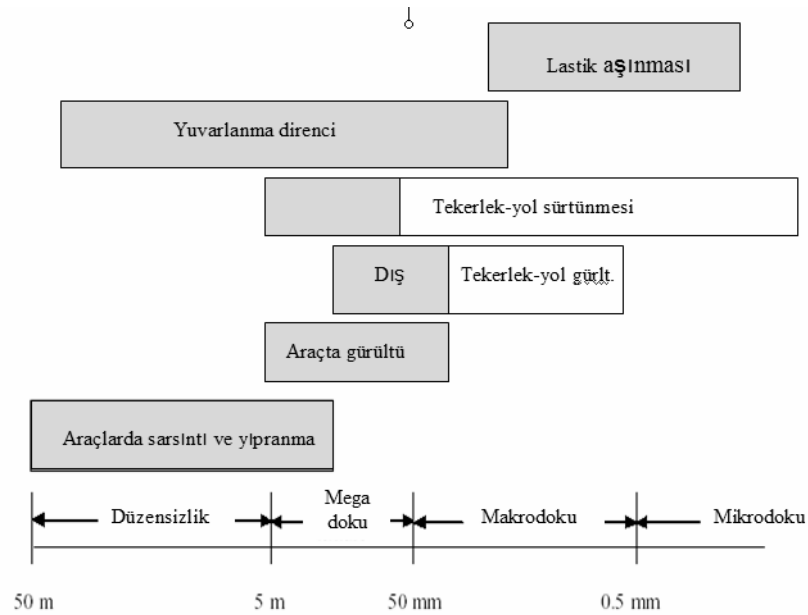 Lastik aşınması
Yuvarlanma direnci
Tekerlek-yol sürtünmesi
Dış
Tekerlek-yol gürlt.
Araçta gürültü
Araçlarda sarsıntı ve yıpranma
Düzensizlik
Mega
doku
Makrodoku
Mikrodoku
50 m
5 m
50 mm
0.5 mm